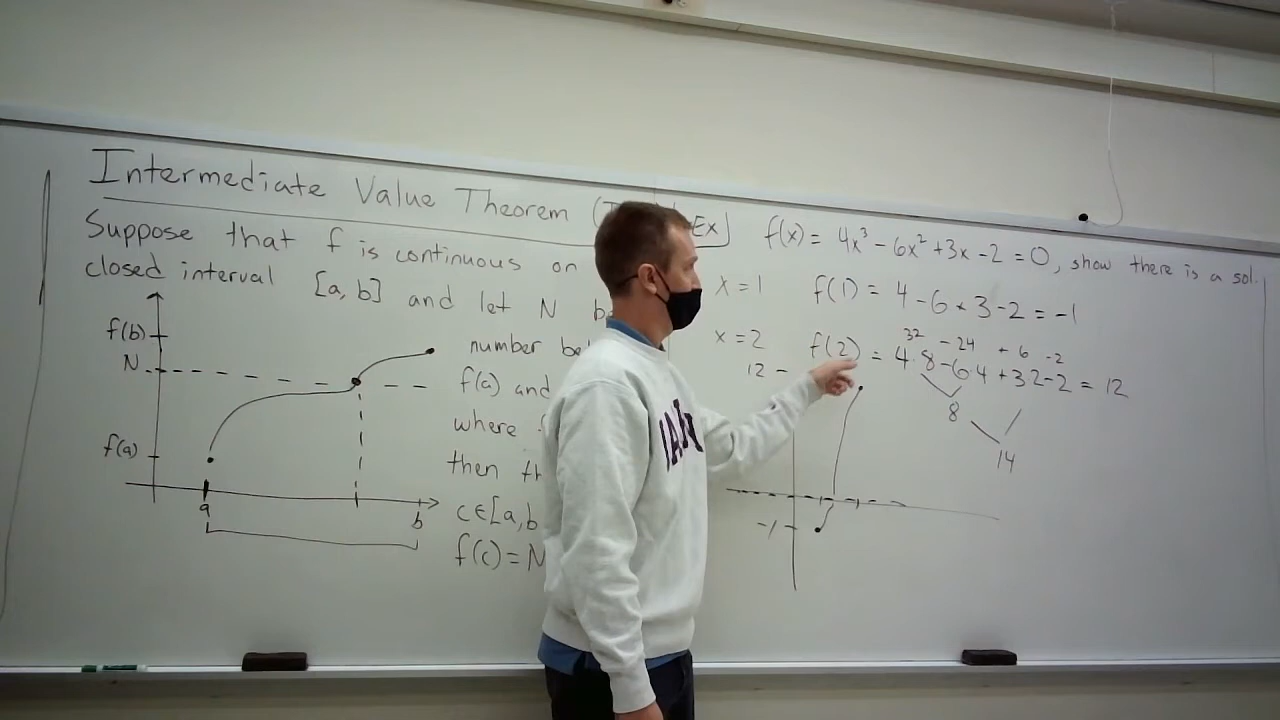 Intermediate Value Theorem (
Suppose that f is continuous on
closed interval [a,b] and let N
number
f(a) and
where
then
c∈[a,b
f(c)=N
f(b)
N
f(a)
a
b
Ex] f(x) = 4x³ - 6x² + 3x - 2 = 0, show there is a sol.
x = 1 f(1) = 4 - 6 + 3 - 2 = -1
32 - 24 + 6 - 2
x = 2 f(2) = 4·8 - 6·4 + 3·2 - 2 = 12
8
14
12
-1